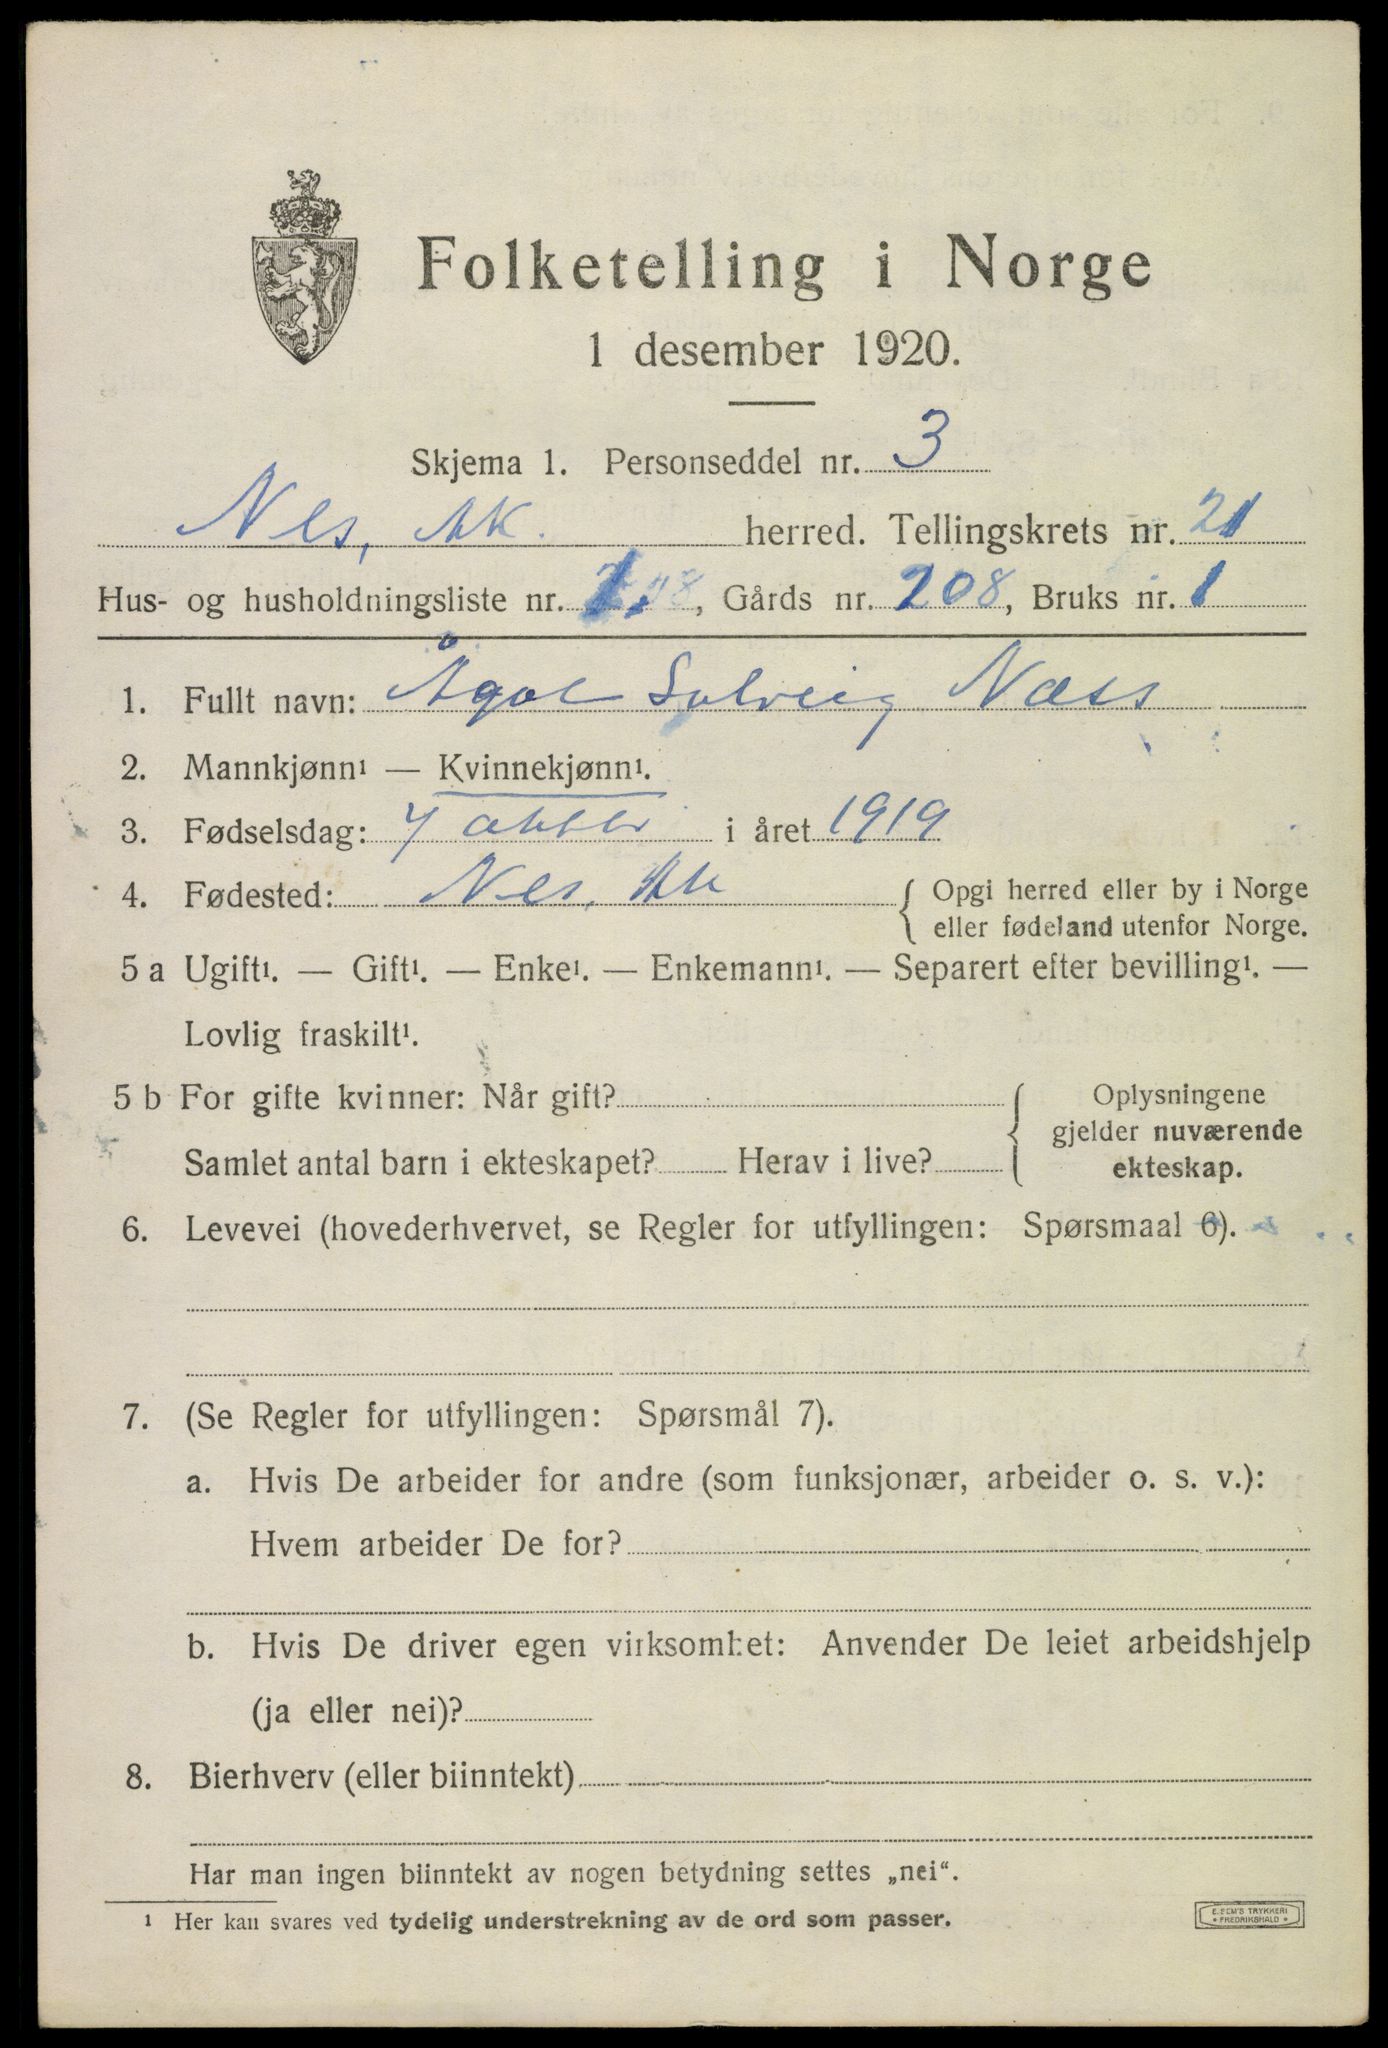 Folketelling i Norge
1 desember 1920.
Skjema 1. Personseddel nr. 3
Nes, AK. herred. Tellingskrets nr. 21
Hus- og husholdningsliste nr. , Gårds nr. 208, Bruks nr. 1
1. Fullt navn: Ågot Solveig Næss
2. Mannkjønn¹ — Kvinnekjønn¹.
3. Fødselsdag: 7 oktbr i året 1919
4. Fødested: Nes, Ak { Opgi herred eller by i Norge
eller fødeland utenfor Norge.
5 a Ugift¹. — Gift¹. — Enke¹. — Enkemann¹. — Separert efter bevilling¹. —
Lovlig fraskilt¹.
5 b For gifte kvinner: Når gift? { Oplysningene
gjelder nuværende
Samlet antal barn i ekteskapet? Herav i live? ekteskap.
6. Levevei (hovederhvervet, se Regler for utfyllingen: Spørsmaal 6).
7. (Se Regler for utfyllingen: Spørsmål 7).
a. Hvis De arbeider for andre (som funksjonær, arbeider o. s. v.):
Hvem arbeider De for?
b. Hvis De driver egen virksomhet: Anvender De leiet arbeidshjelp
(ja eller nei)?
8. Bierhverv (eller biinntekt)
Har man ingen biinntekt av nogen betydning settes „nei“.
¹ Her kan svares ved tydelig understrekning av de ord som passer.
E. SEM'S TRYKKERI
FREDRIKSHALD